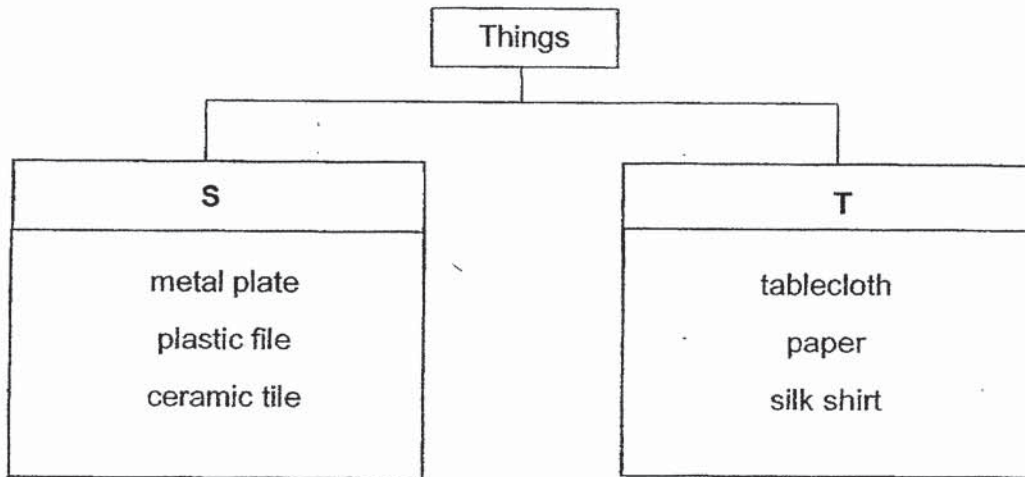 Things
S
metal plate
plastic file
ceramic tile
T
tablecloth
paper
silk shirt